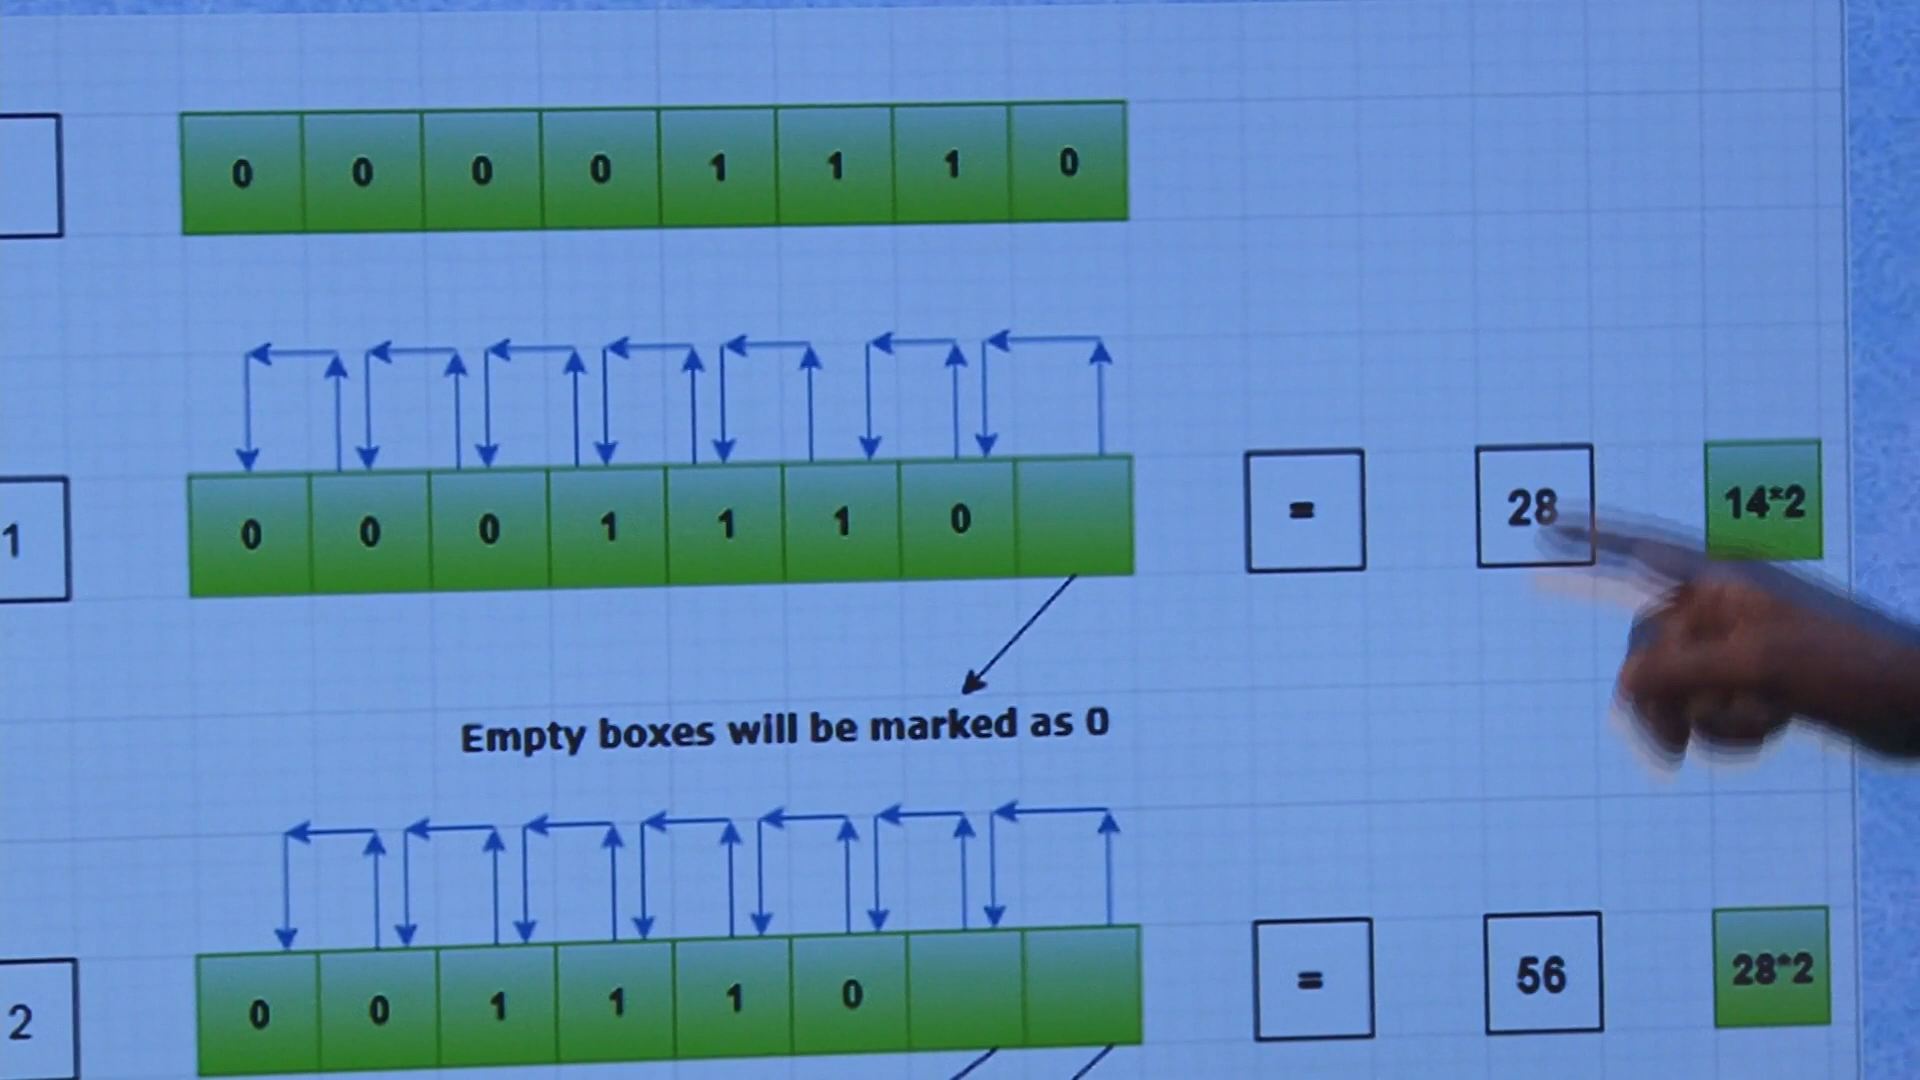 0 0 0 0 1 1 1 0
1 0 0 0 1 1 1 0 = 28 14*2
Empty boxes will be marked as 0
2 0 0 1 1 1 0 = 56 28*2